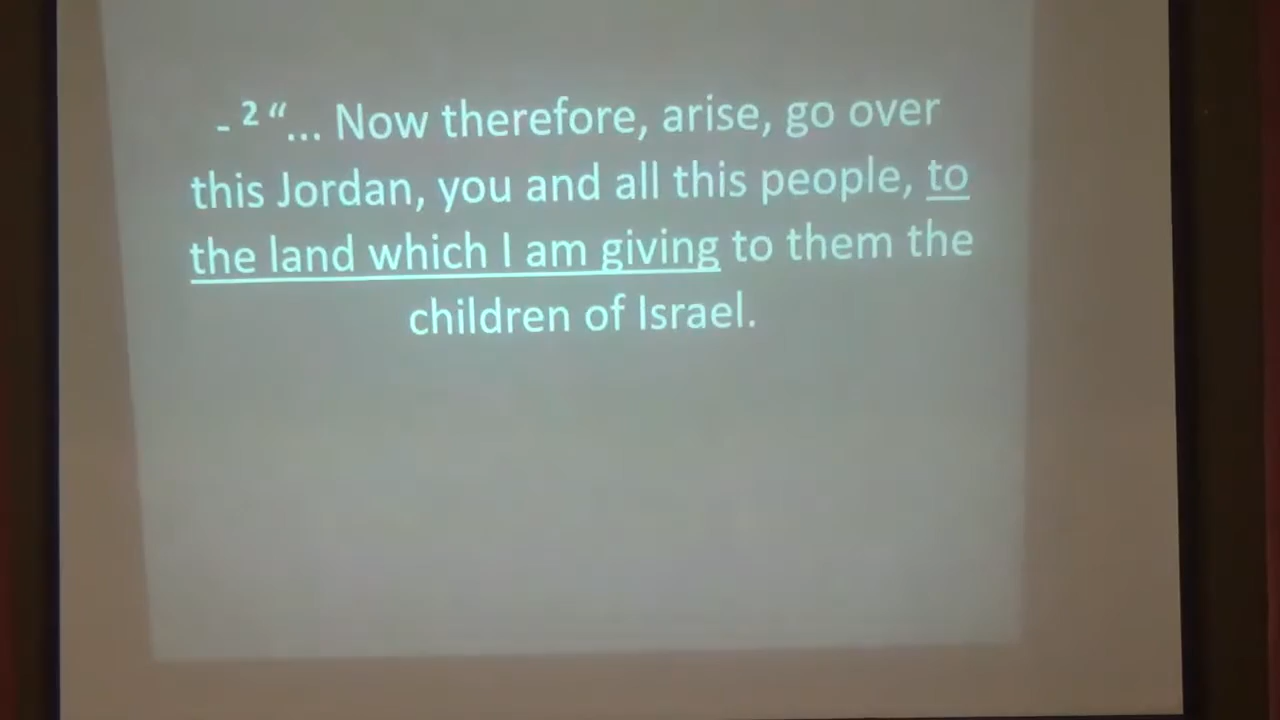 - ² “... Now therefore, arise, go over
this Jordan, you and all this people, to
the land which I am giving to them the
children of Israel.